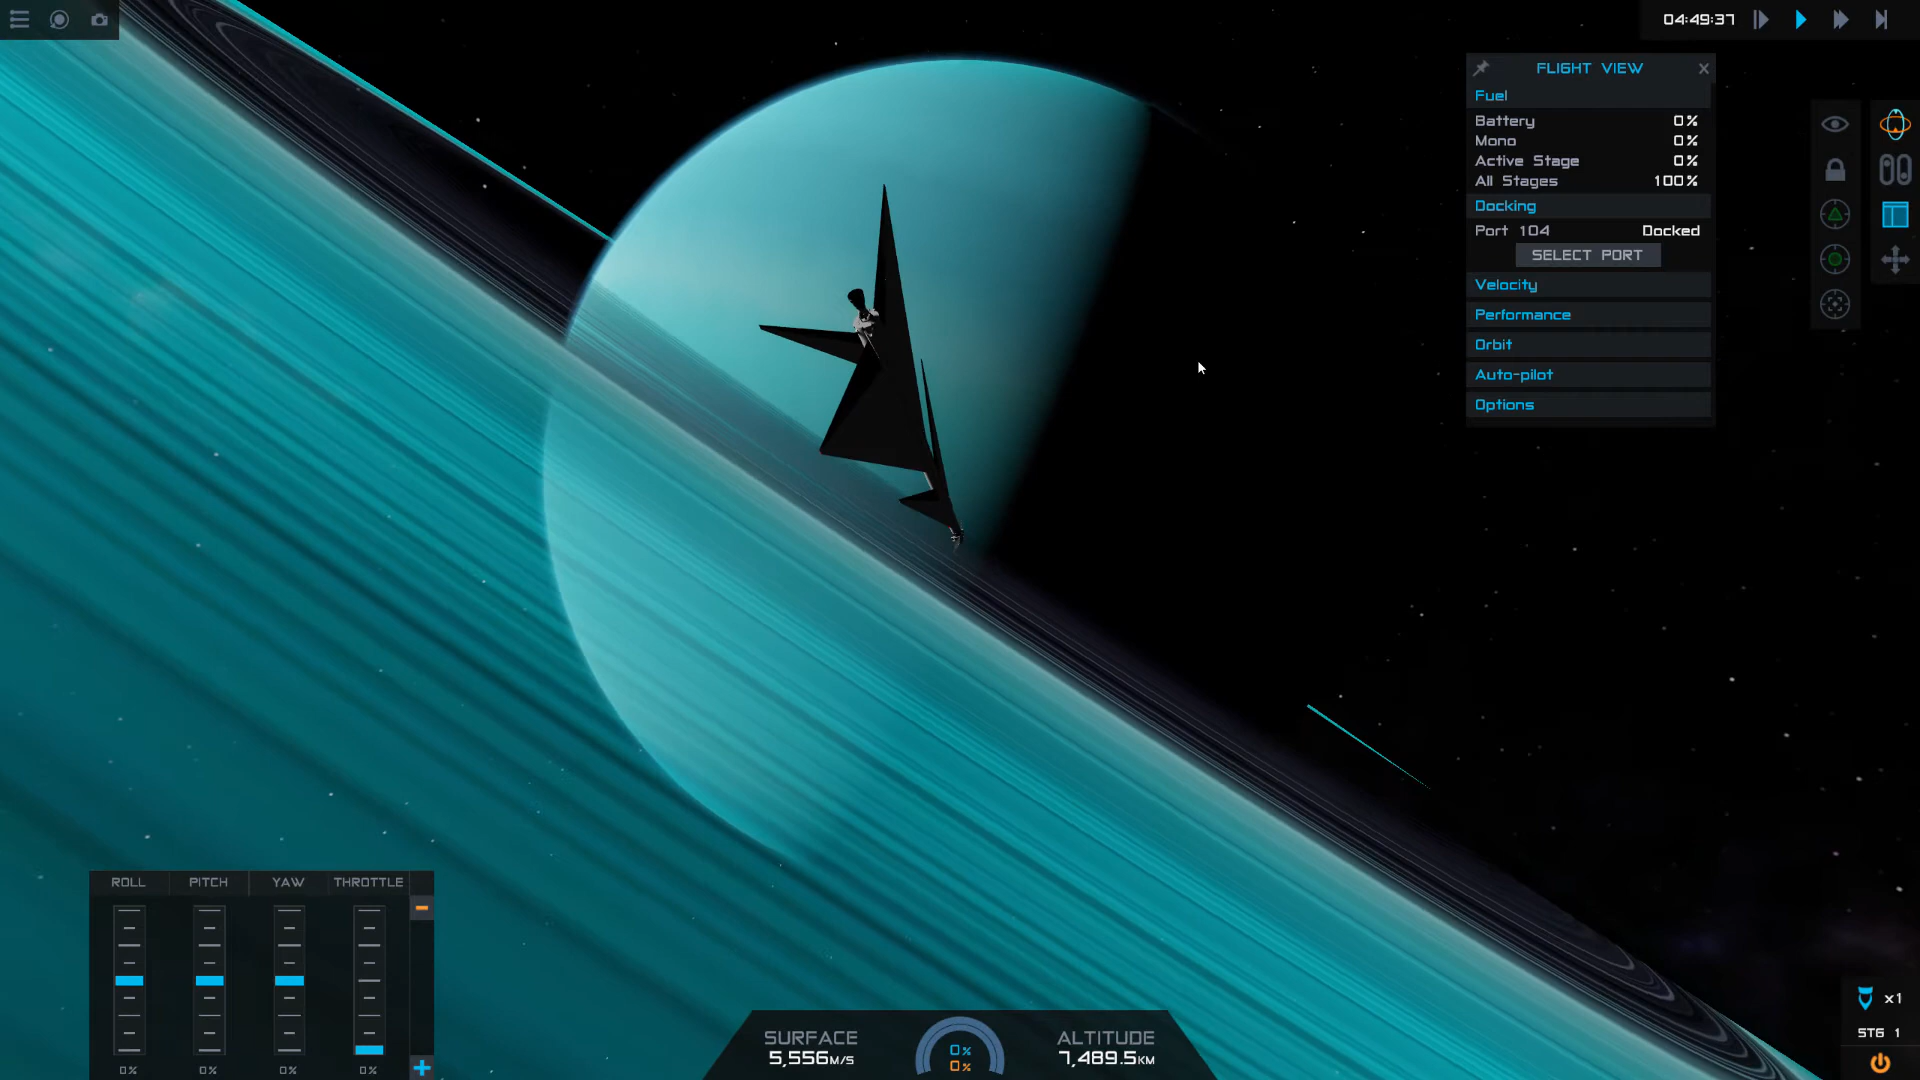 04:49:37
FLIGHT VIEW X
Fuel
Battery 0%
Mono 0%
Active Stage 0%
All Stages 100%
Docking
Port 104 Docked
SELECT PORT
Velocity
Performance
Orbit
Auto-pilot
Options
ROLL PITCH YAW THROTTLE
0% 0% 0% 0%
SURFACE
5,556M/S
0%
0%
ALTITUDE
7,489.5KM
x1
STG 1